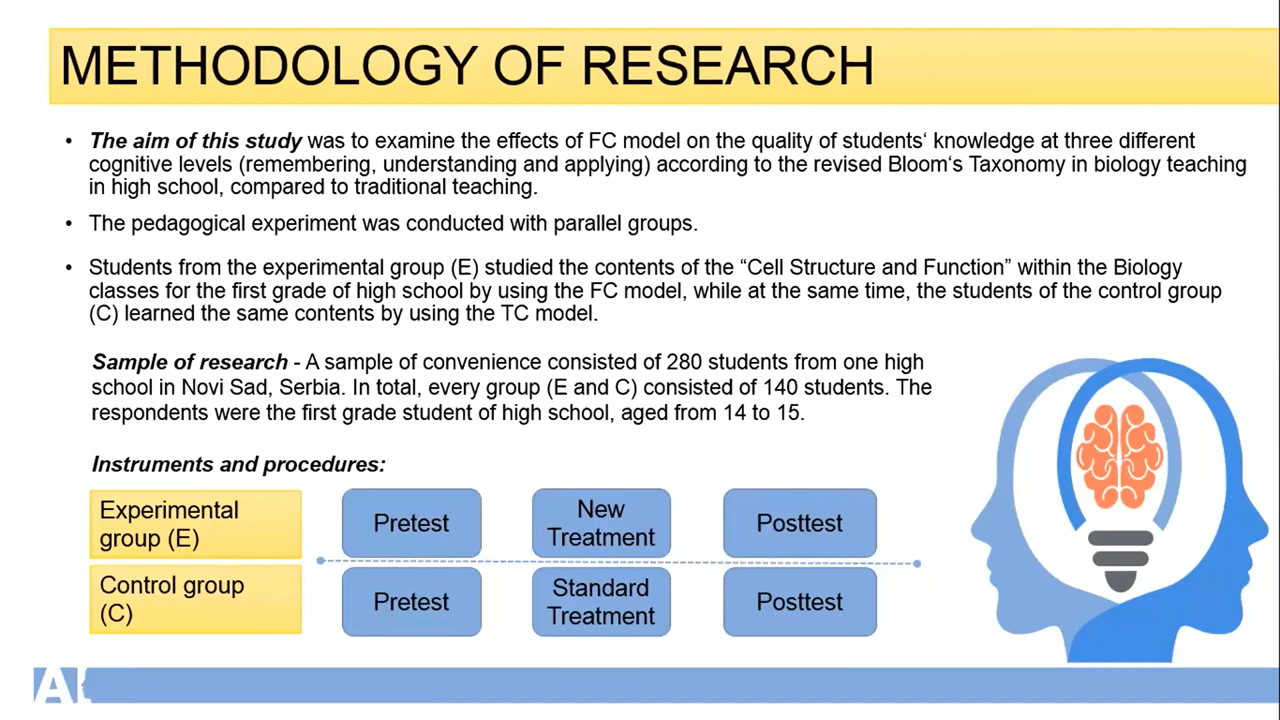 METHODOLOGY OF RESEARCH
• The aim of this study was to examine the effects of FC model on the quality of students‘ knowledge at three different
cognitive levels (remembering, understanding and applying) according to the revised Bloom‘s Taxonomy in biology teaching
in high school, compared to traditional teaching.
• The pedagogical experiment was conducted with parallel groups.
• Students from the experimental group (E) studied the contents of the “Cell Structure and Function” within the Biology
classes for the first grade of high school by using the FC model, while at the same time, the students of the control group
(C) learned the same contents by using the TC model.
Sample of research - A sample of convenience consisted of 280 students from one high
school in Novi Sad, Serbia. In total, every group (E and C) consisted of 140 students. The
respondents were the first grade student of high school, aged from 14 to 15.
Instruments and procedures:
Experimental
group (E)
Pretest
New
Treatment
Posttest
Control group
(C)
Pretest
Standard
Treatment
Posttest